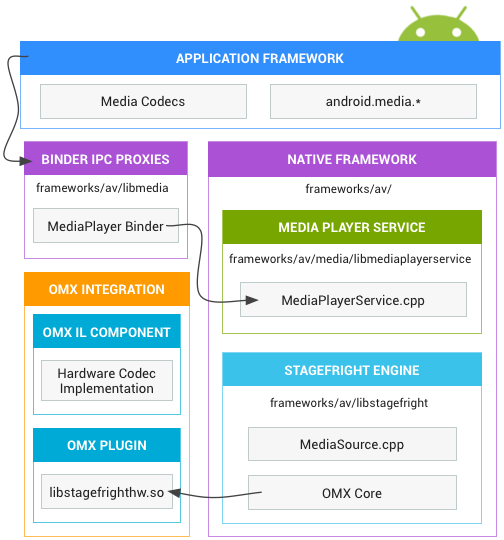 APPLICATION FRAMEWORK
Media Codecs
android.media.*
BINDER IPC PROXIES
frameworks/av/libmedia
MediaPlayer Binder
NATIVE FRAMEWORK
frameworks/av/
MEDIA PLAYER SERVICE
frameworks/av/media/libmediaplayerservice
MediaPlayerService.cpp
OMX INTEGRATION
OMX IL COMPONENT
Hardware Codec
Implementation
OMX PLUGIN
libstagefrighthw.so
STAGEFRIGHT ENGINE
frameworks/av/libstagefright
MediaSource.cpp
OMX Core